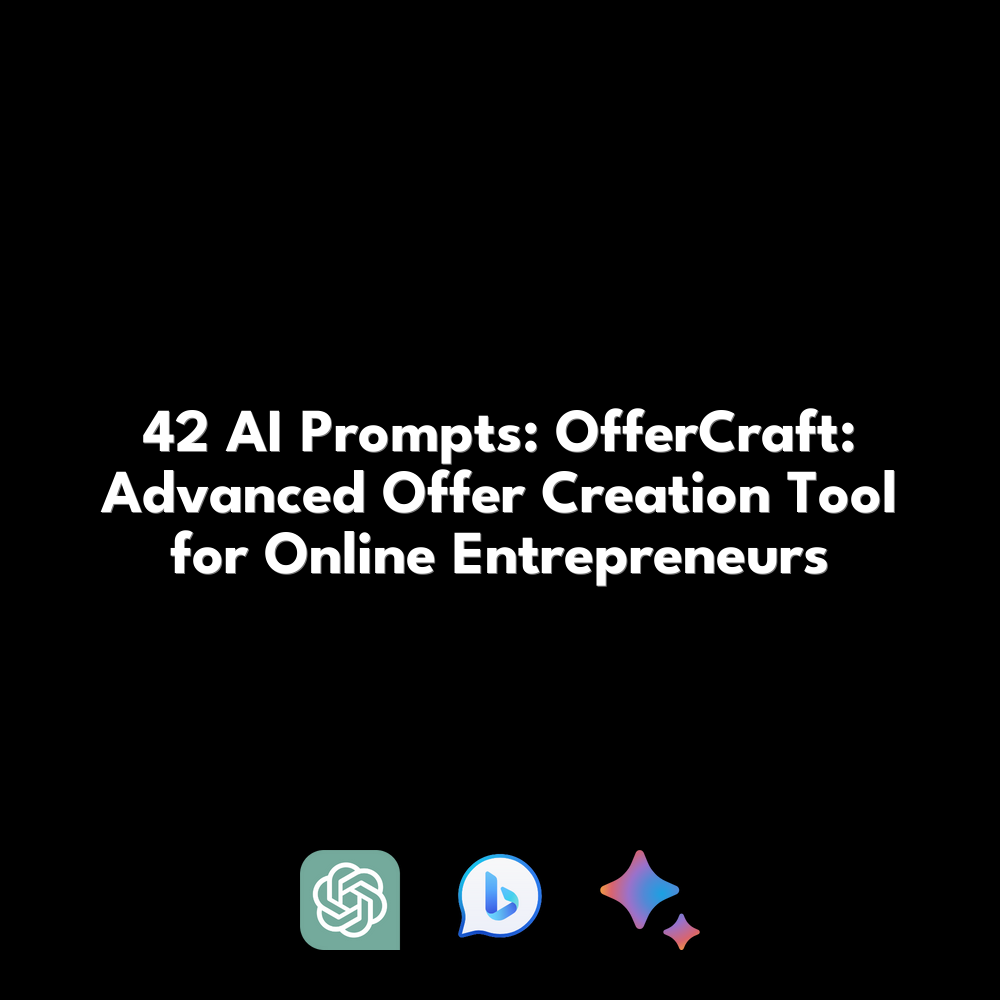 42 AI Prompts: OfferCraft:
Advanced Offer Creation Tool
for Online Entrepreneurs